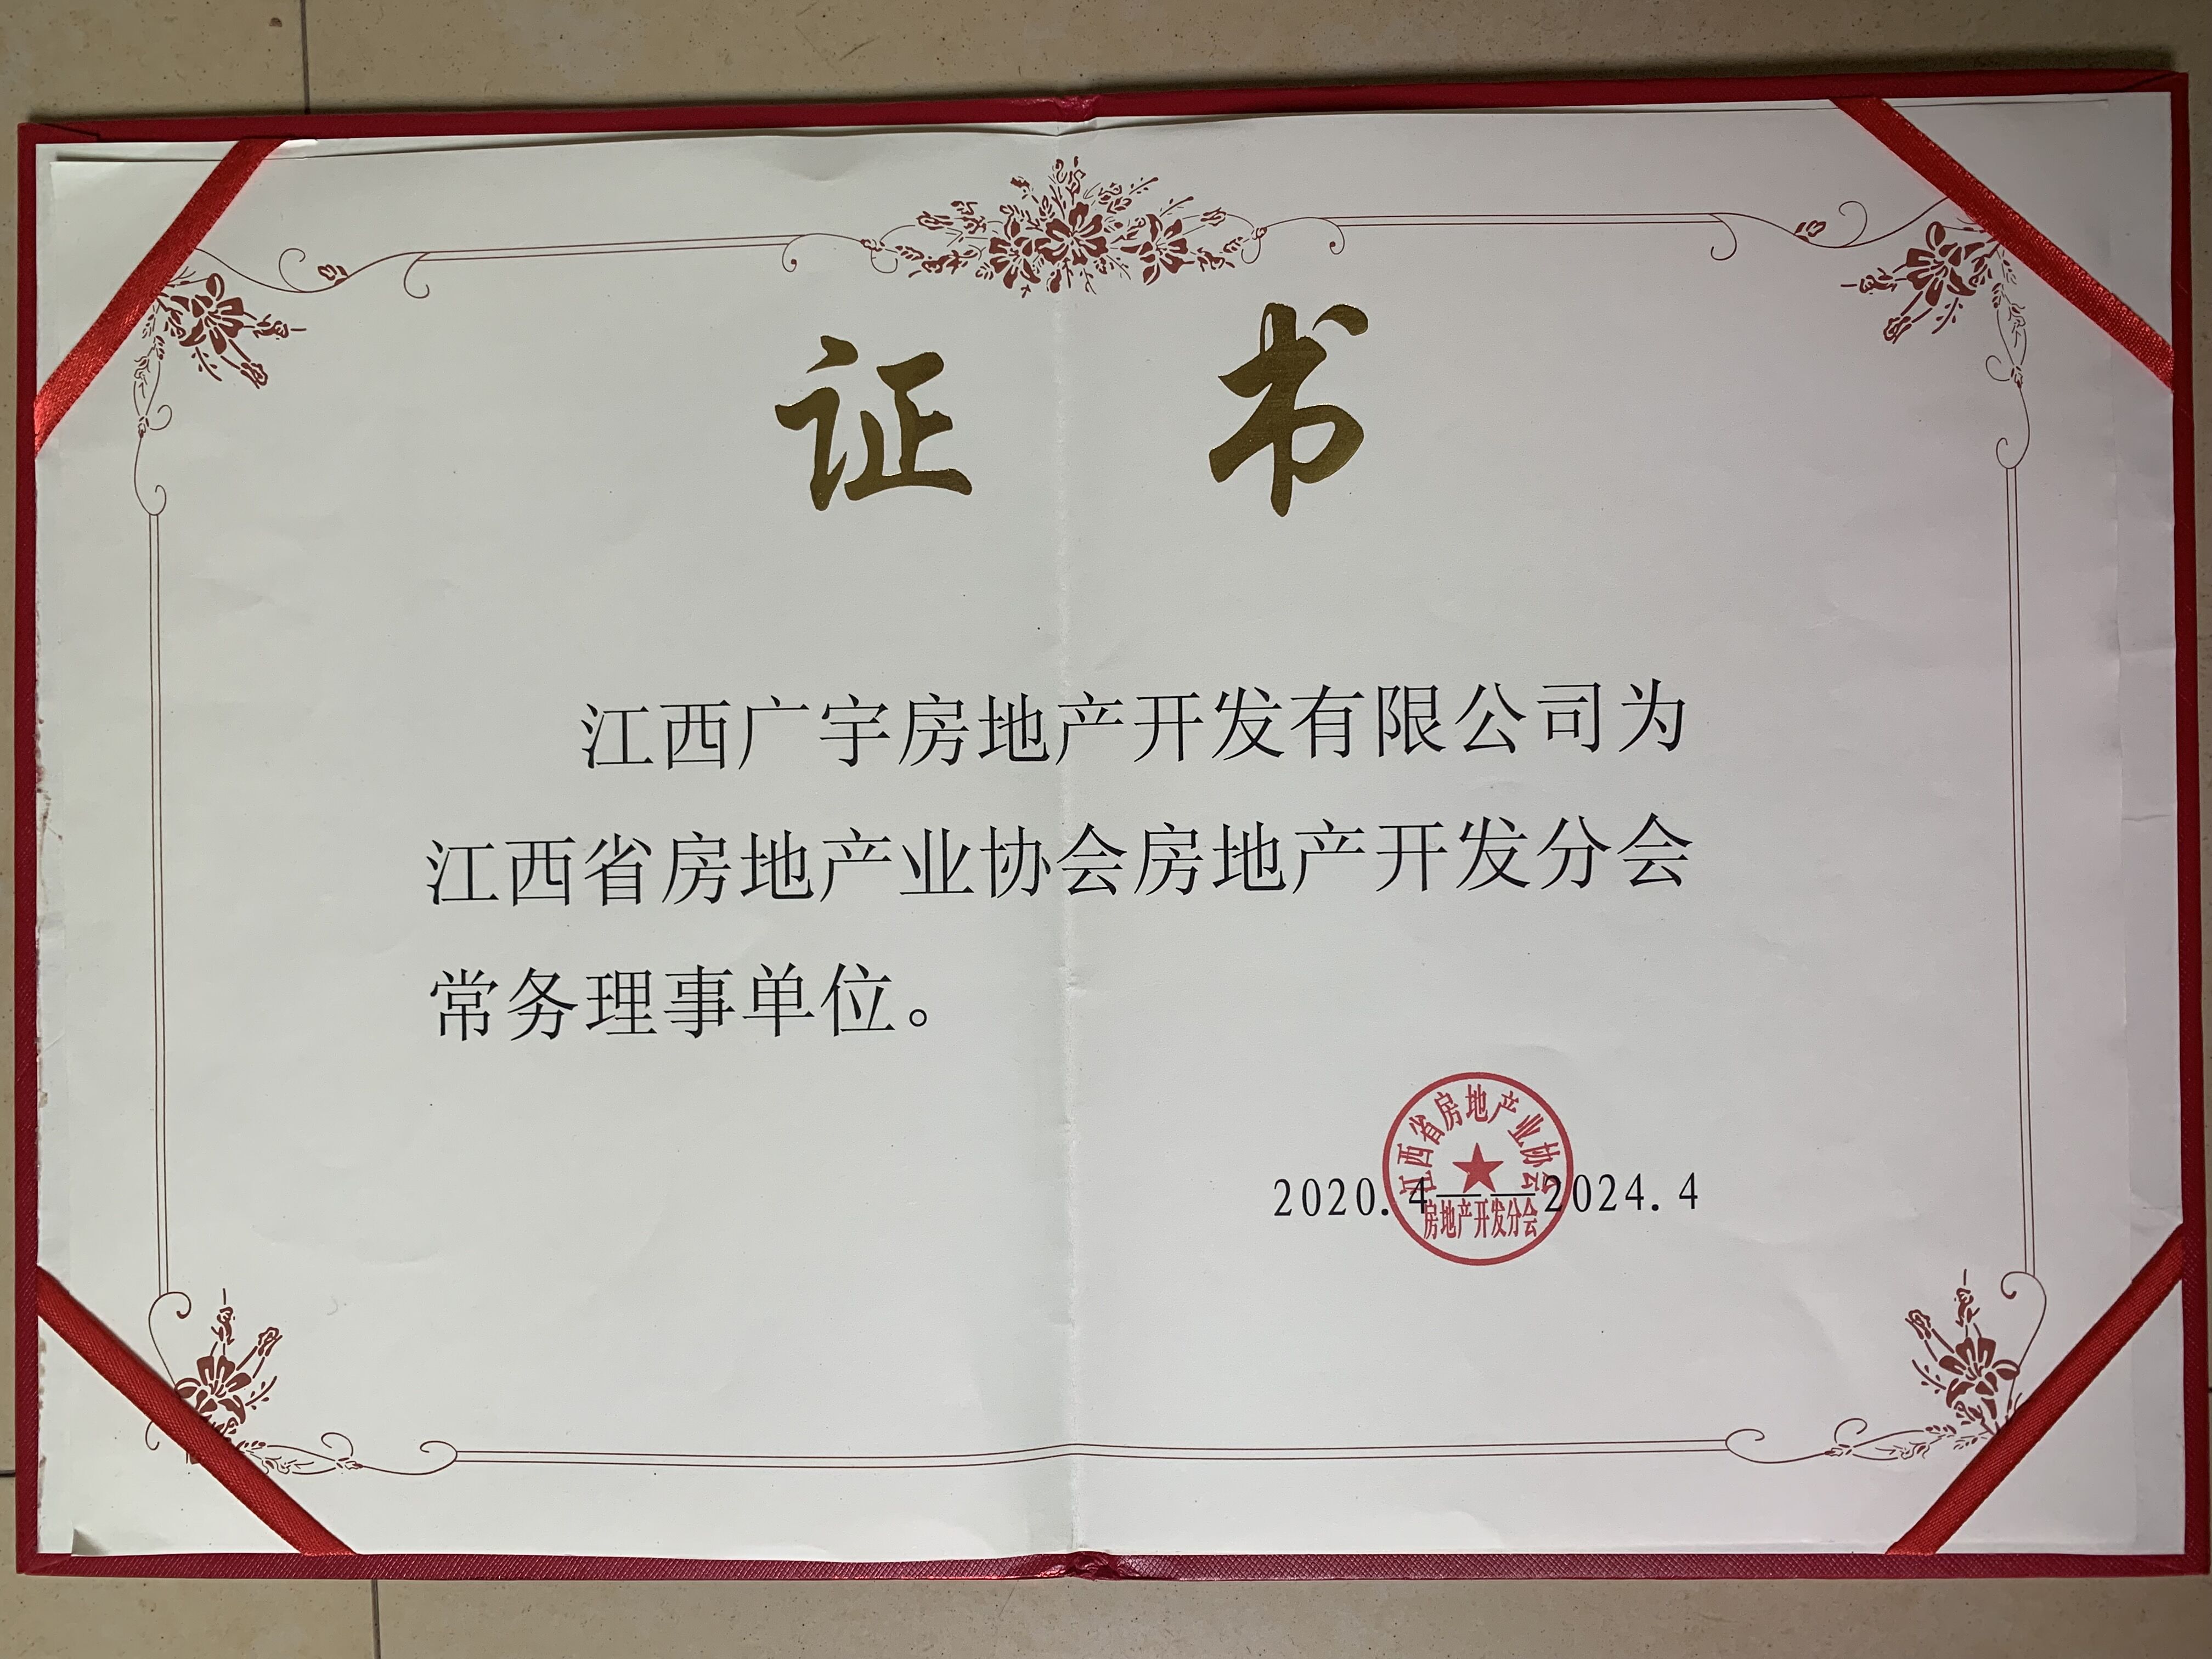 证 书
江西广宇房地产开发有限公司为
江西省房地产业协会房地产开发分会
常务理事单位。
江西省房地产业协会
2020.4——2024.4
房地产开发分会